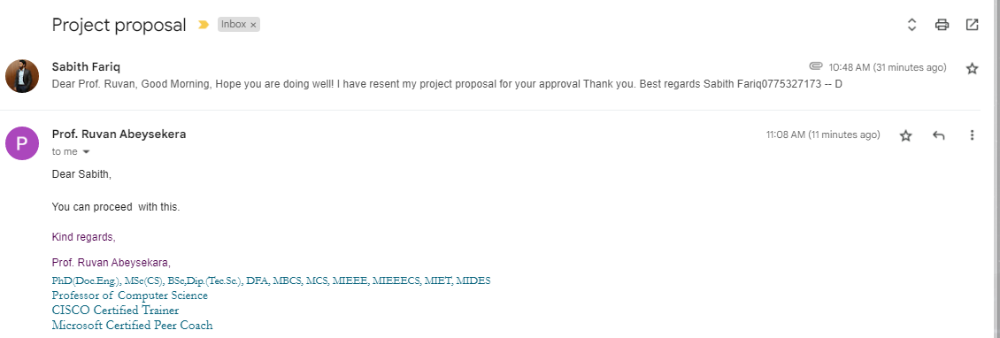 Project proposal
Inbox ×
Sabith Fariq
10:48 AM (31 minutes ago)
Dear Prof. Ruvan, Good Morning, Hope you are doing well! I have resent my project proposal for your approval Thank you. Best regards Sabith Fariq0775327173 -- D
P
Prof. Ruvan Abeysekera
11:08 AM (11 minutes ago)
to me
Dear Sabith,
You can proceed  with this.
Kind regards,
Prof. Ruvan Abeysekara,
PhD(Doc.Eng.), MSc(CS), BSc,Dip.(Tec.Sc.), DFA, MBCS, MCS, MIEEE, MIEEECS, MIET, MIDES
Professor of Computer Science
CISCO Certified Trainer
Microsoft Certified Peer Coach